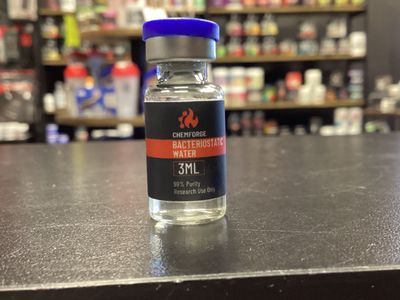 CHEMFORGE
BACTERIOSTATIC
WATER
3ML
99% Purity
Research Use Only